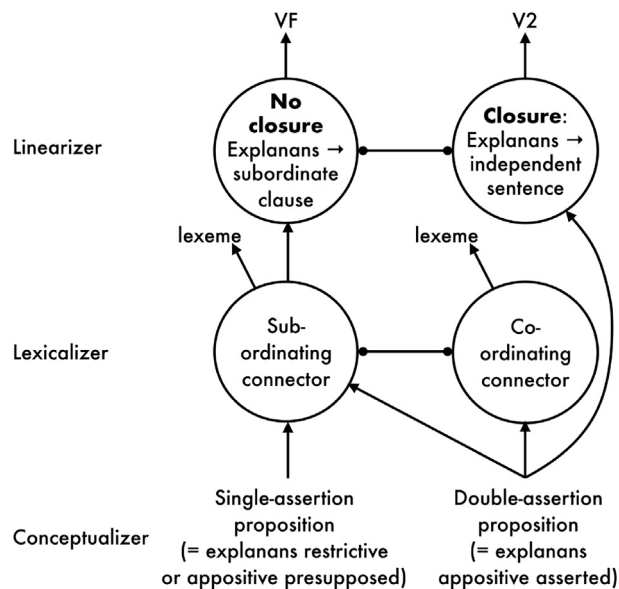 VF
V2
No
closure
Explanans →
subordinate
clause
Closure:
Explanans →
independent
sentence
Linearizer
lexeme
lexeme
Sub-
ordinating
connector
Co-
ordinating
connector
Lexicalizer
Single-assertion
proposition
(= explanans restrictive
or appositive presupposed)
Double-assertion
proposition
(= explanans
appositive asserted)
Conceptualizer